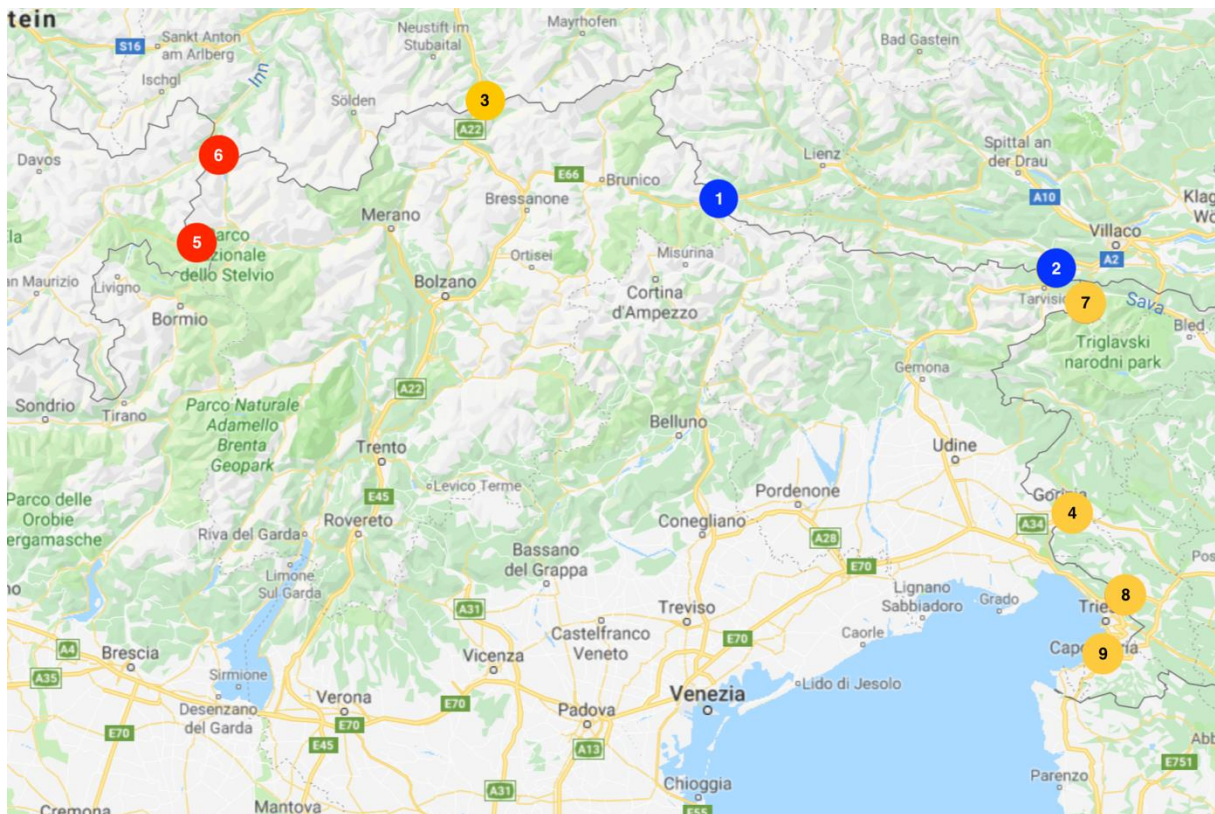 tein
Neustift im
Stubaital
Mayrhofen
S16
Sankt Anton
am Arlberg
Bad Gastein
Ischgl
Inn
Sölden
3
A22
Davos
6
Lienz
Spittal an
der Drau
E66
Brunico
Bressanone
1
A10
Merano
Villaco
Klag
Wö
5
arco
zionale
dello Stelvio
Misurina
Ortisei
A2
2
Tarvisio
7
Sava
an Maurizio
Livigno
Bolzano
Cortina
d'Ampezzo
Bormio
Bled
Triglavski
narodni park
Gemona
A22
Sondrio
Tirano
Parco Naturale
Adamello
Brenta
Geopark
Belluno
Udine
Trento
Levico Terme
Pordenone
Parco delle
Orobie
ergamasche
E45
Rovereto
Riva del Garda
Conegliano
A28
A34
4
Bassano
del Grappa
E70
Pos
Limone
Sul Garda
no
Lignano
Sabbiadoro
Grado
8
Trie
A31
Treviso
Castelfranco
Veneto
E70
Caorle
9
A4
Brescia
Vicenza
A35
Sirmione
Desenzano
del Garda
Verona
E70
E70
Venezia
Lido di Jesolo
Padova
E70
E45
A13
Abb
E751
A31
Chioggia
Parenzo
Mantova
Cremona
E55